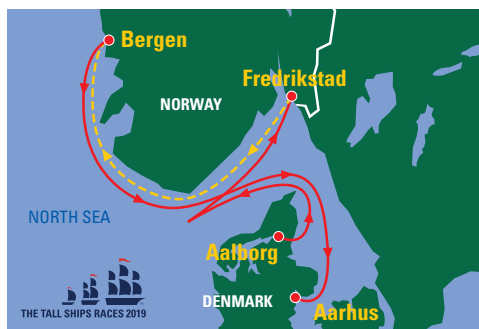 Bergen
Fredrikstad
NORWAY
NORTH SEA
Aalborg
DENMARK
Aarhus
THE TALL SHIPS RACES 2019